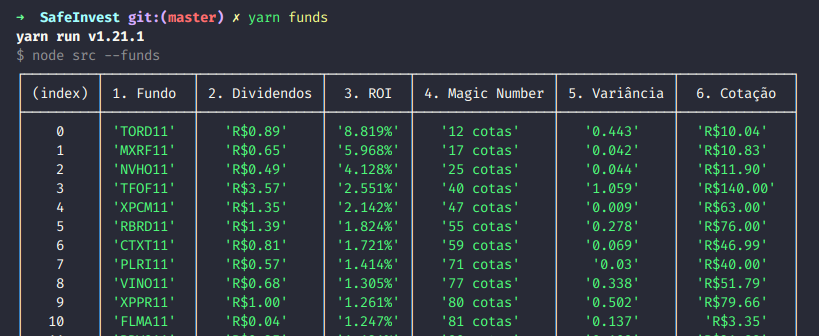 → SafeInvest git:(master) ✗ yarn funds
yarn run v1.21.1
$ node src --funds
(index) 1. Fundo 2. Dividendos 3. ROI 4. Magic Number 5. Variância 6. Cotação
0 'TORD11' 'R$0.89' '8.819%' '12 cotas' '0.443' 'R$10.04'
1 'MXRF11' 'R$0.65' '5.968%' '17 cotas' '0.042' 'R$10.83'
2 'NVHO11' 'R$0.49' '4.128%' '25 cotas' '0.044' 'R$11.90'
3 'TFOF11' 'R$3.57' '2.551%' '40 cotas' '1.059' 'R$140.00'
4 'XPCM11' 'R$1.35' '2.142%' '47 cotas' '0.009' 'R$63.00'
5 'RBRD11' 'R$1.39' '1.824%' '55 cotas' '0.278' 'R$76.00'
6 'CTXT11' 'R$0.81' '1.721%' '59 cotas' '0.069' 'R$46.99'
7 'PLRI11' 'R$0.57' '1.414%' '71 cotas' '0.03' 'R$40.00'
8 'VINO11' 'R$0.68' '1.305%' '77 cotas' '0.338' 'R$51.79'
9 'XPPR11' 'R$1.00' '1.261%' '80 cotas' '0.502' 'R$79.66'
10 'FLMA11' 'R$0.04' '1.247%' '81 cotas' '0.137' 'R$3.35'